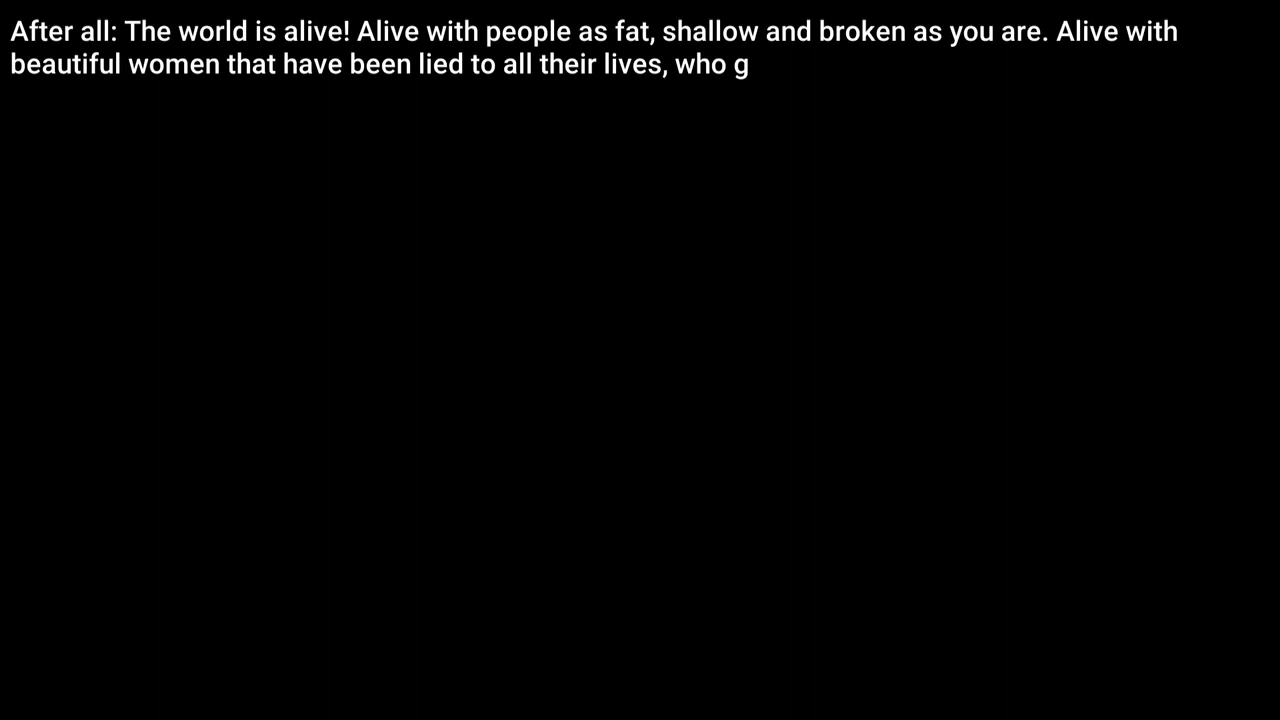 After all: The world is alive! Alive with people as fat, shallow and broken as you are. Alive with
beautiful women that have been lied to all their lives, who g